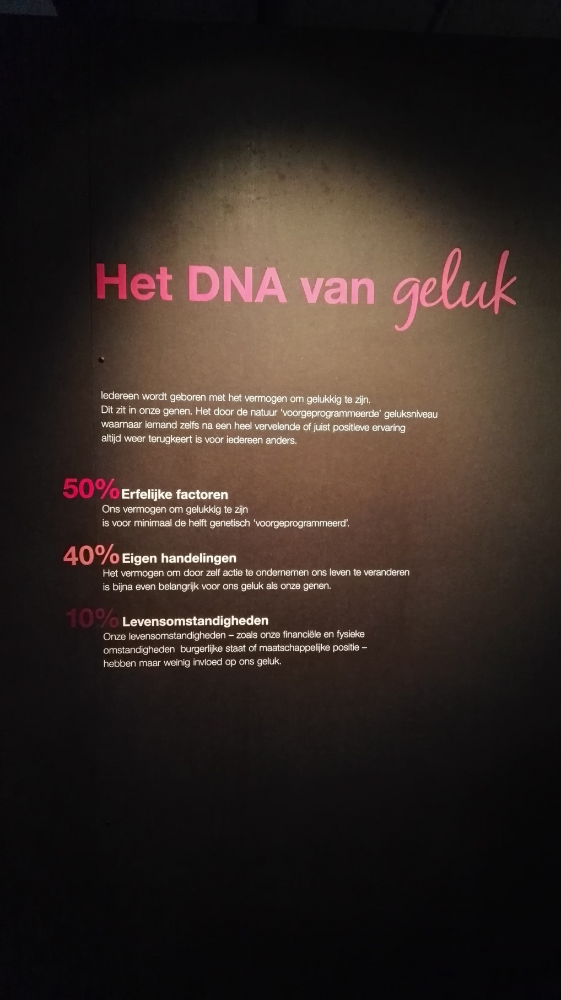 Het DNA van geluk
Iedereen wordt geboren met het vermogen om gelukkig te zijn.
Dit zit in onze genen. Het door de natuur ‘voorgeprogrammeerde’ geluksniveau
waarnaar iemand zelfs na een heel vervelende of juist positieve ervaring
altijd weer terugkeert is voor iedereen anders.
50% Erfelijke factoren
Ons vermogen om gelukkig te zijn
is voor minimaal de helft genetisch ‘voorgeprogrammeerd’.
40% Eigen handelingen
Het vermogen om door zelf actie te ondernemen ons leven te veranderen
is bijna even belangrijk voor ons geluk als onze genen.
10% Levensomstandigheden
Onze levensomstandigheden – zoals onze financiële en fysieke
omstandigheden burgerlijke staat of maatschappelijke positie –
hebben maar weinig invloed op ons geluk.